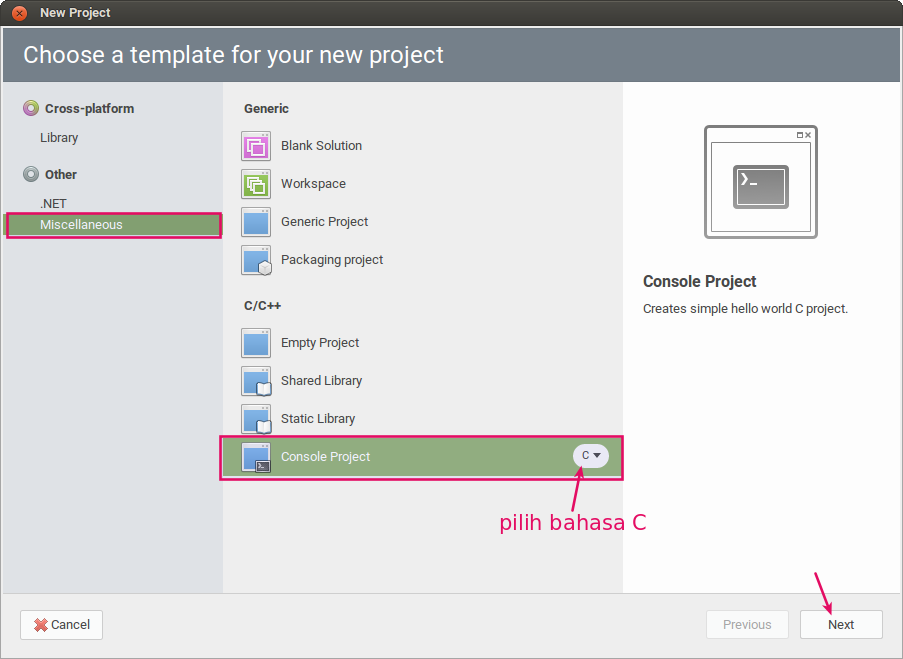 New Project
Choose a template for your new project
Cross-platform
Library
Other
.NET
Miscellaneous
Generic
Blank Solution
Workspace
Generic Project
Packaging project
C/C++
Empty Project
Shared Library
Static Library
Console Project
C
pilih bahasa C
Console Project
Creates simple hello world C project.
Cancel
Previous
Next